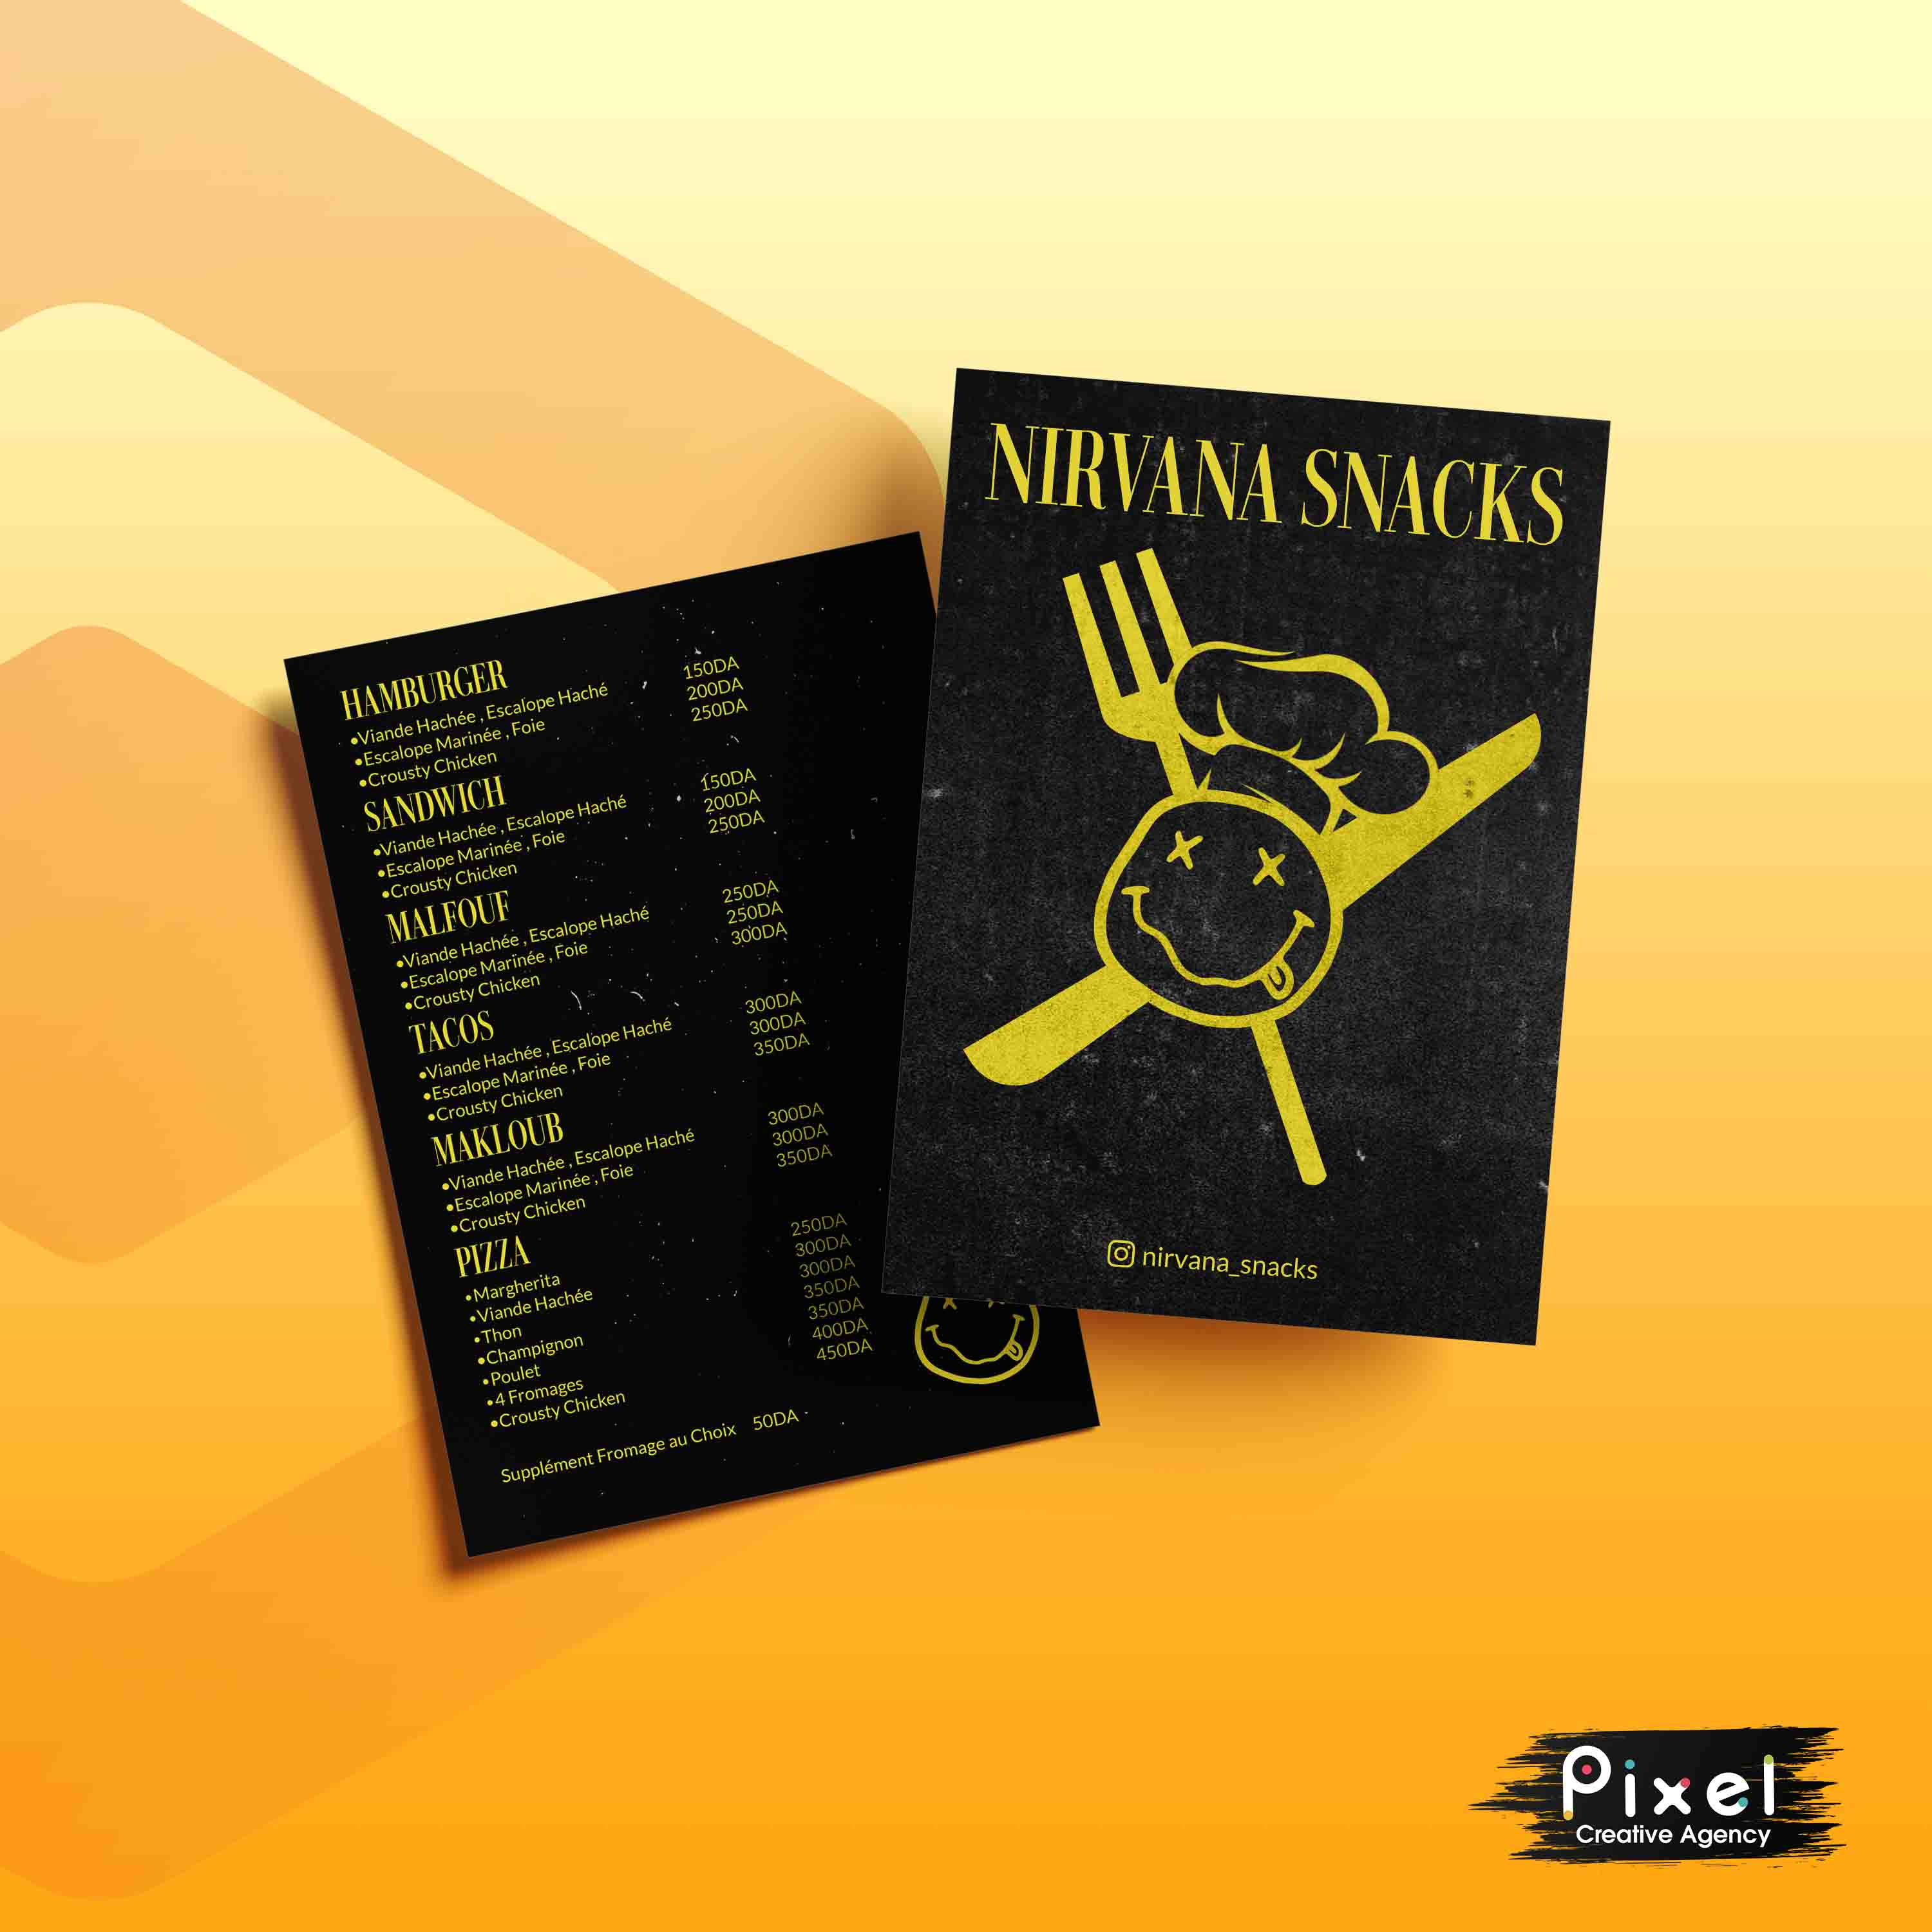 HAMBURGER
•Viande Hachée , Escalope Haché 150DA
•Escalope Marinée , Foie 200DA
•Crousty Chicken 250DA
SANDWICH
•Viande Hachée , Escalope Haché 150DA
•Escalope Marinée , Foie 200DA
•Crousty Chicken 250DA
MALFOUF
•Viande Hachée , Escalope Haché 250DA
•Escalope Marinée , Foie 250DA
•Crousty Chicken 300DA
TACOS
•Viande Hachée , Escalope Haché 300DA
•Escalope Marinée , Foie 300DA
•Crousty Chicken 350DA
MAKLOUB
•Viande Hachée , Escalope Haché 300DA
•Escalope Marinée , Foie 300DA
•Crousty Chicken 350DA
PIZZA
•Margherita 250DA
•Viande Hachée 300DA
•Thon 300DA
•Champignon 350DA
•Poulet 350DA
•4 Fromages 400DA
•Crousty Chicken 450DA
Supplément Fromage au Choix 50DA
NIRVANA SNACKS
nirvana_snacks
Pixel
Creative Agency